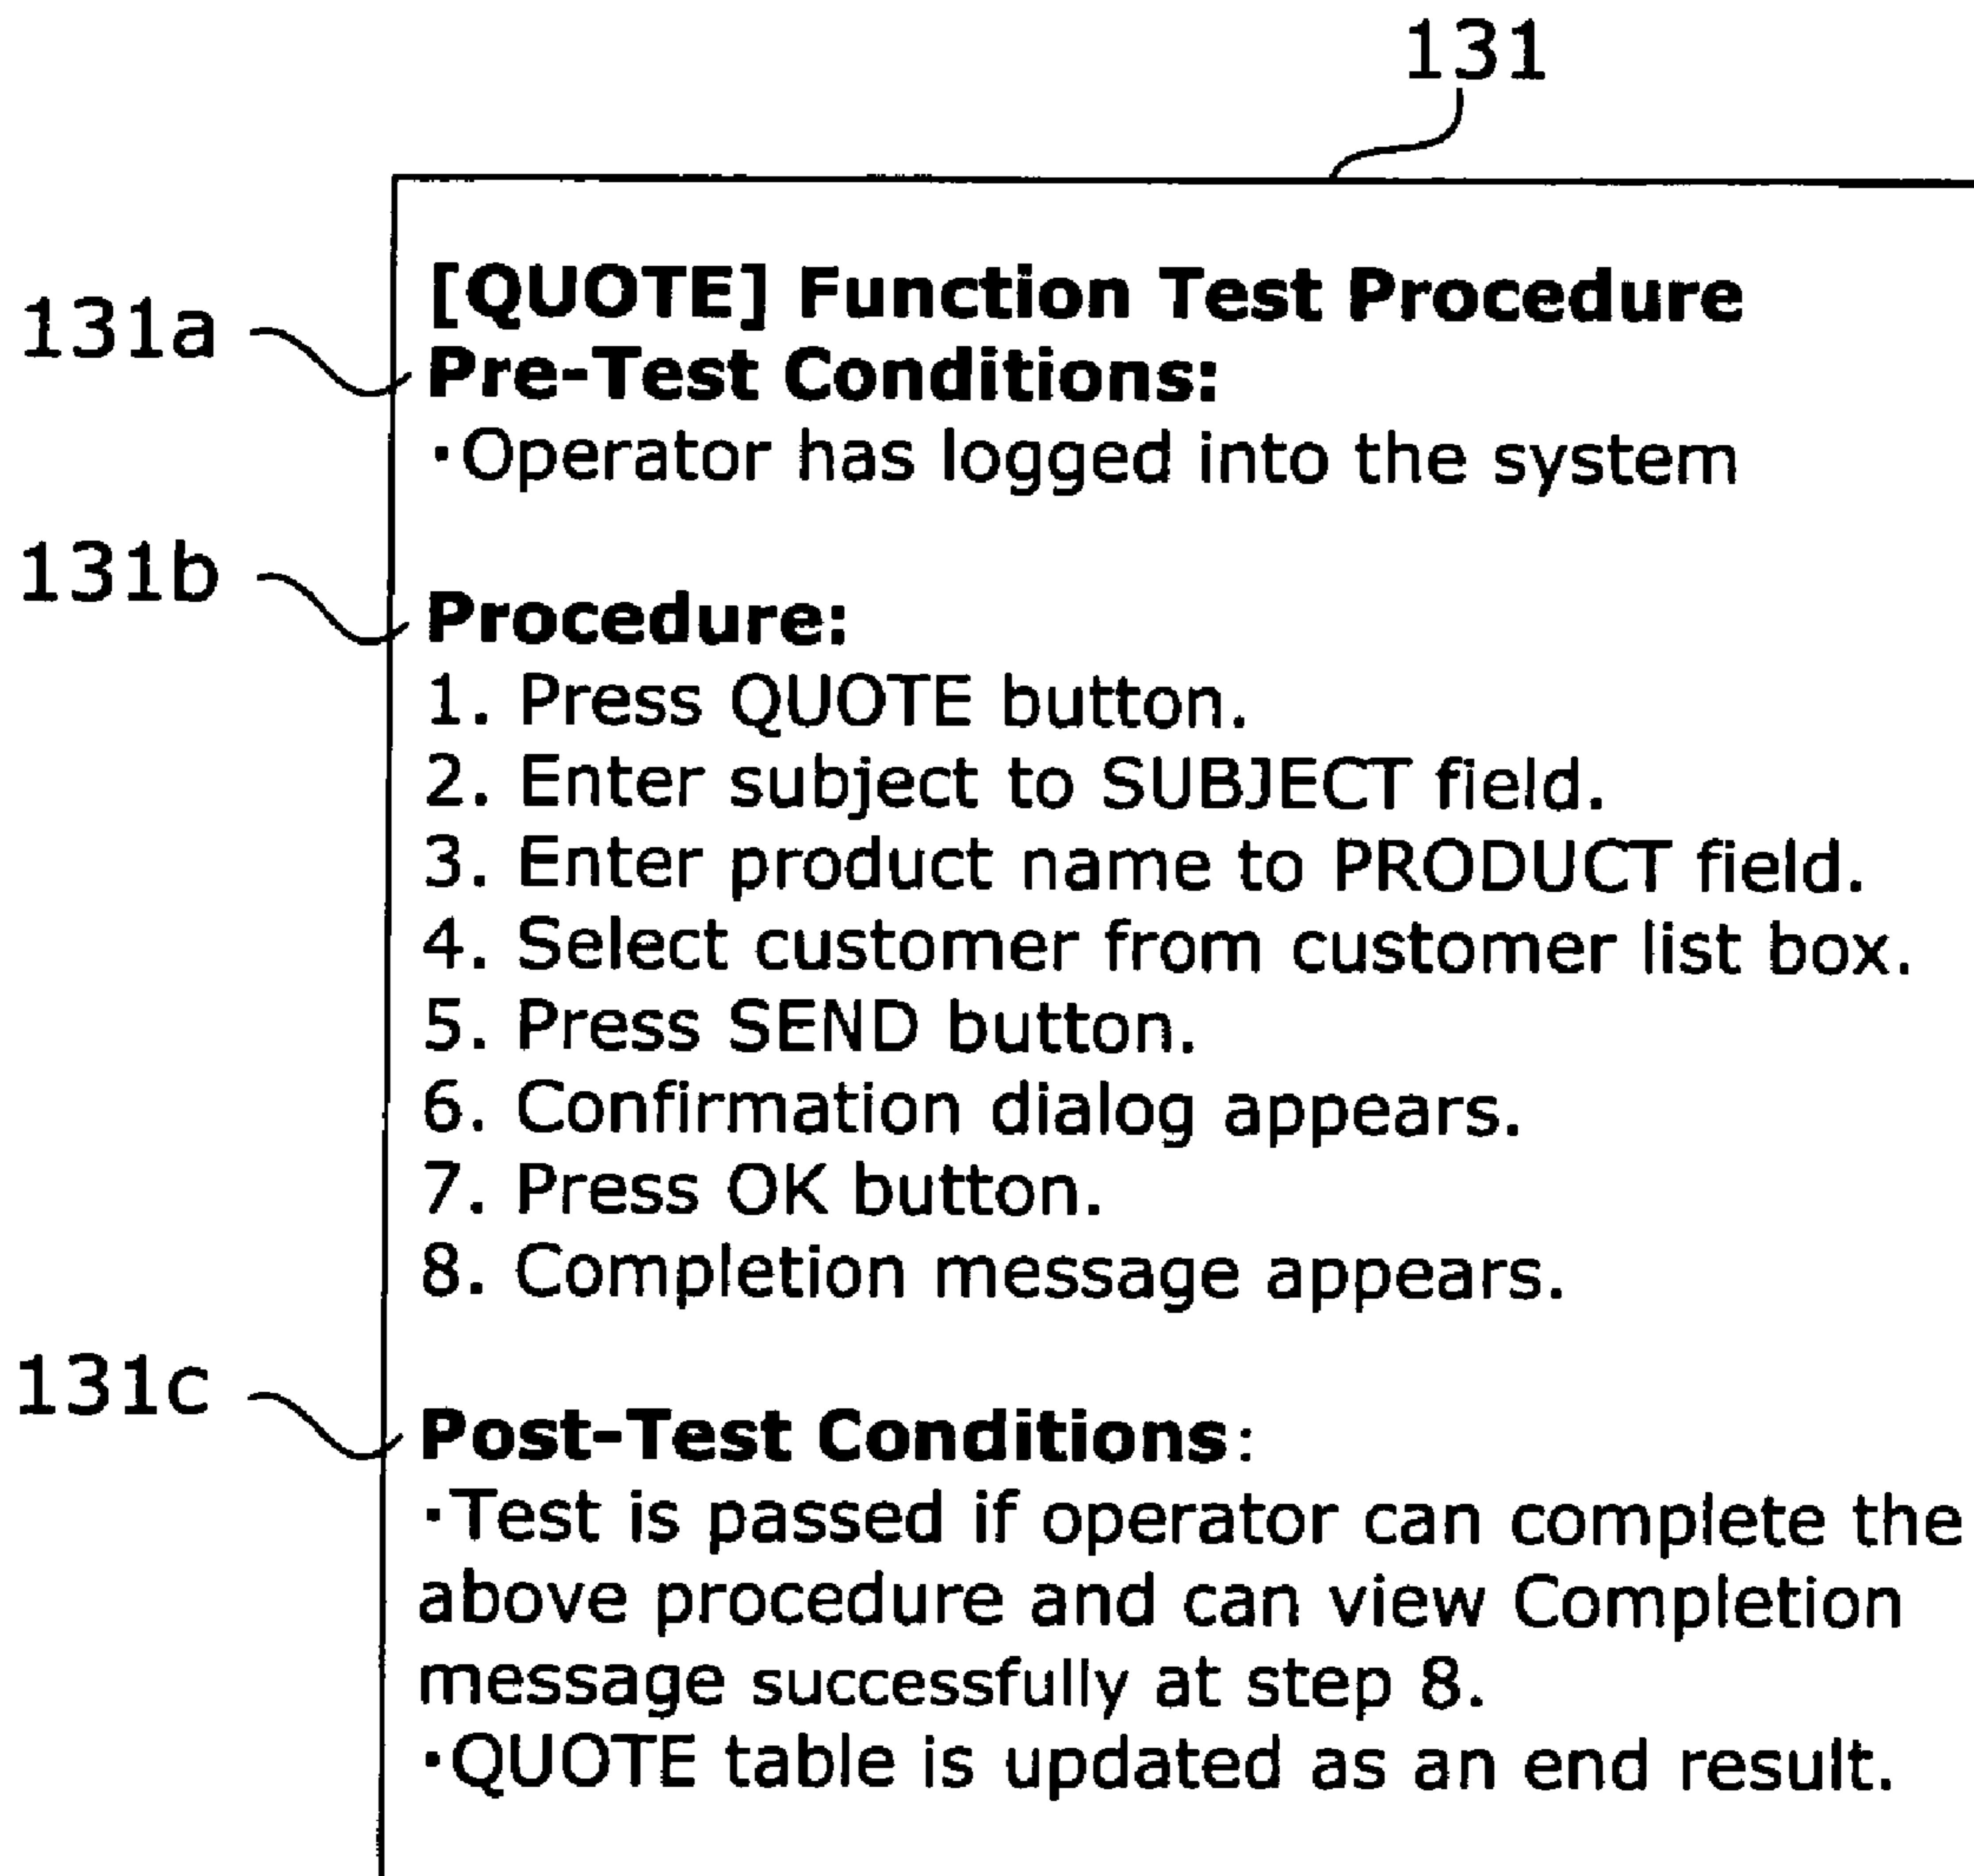 131
131a
[QUOTE] Function Test Procedure
Pre-Test Conditions:
・Operator has logged into the system
131b
Procedure:
1. Press QUOTE button.
2. Enter subject to SUBJECT field.
3. Enter product name to PRODUCT field.
4. Select customer from customer list box.
5. Press SEND button.
6. Confirmation dialog appears.
7. Press OK button.
8. Completion message appears.
131c
Post-Test Conditions:
・Test is passed if operator can complete the
above procedure and can view Completion
message successfully at step 8.
・QUOTE table is updated as an end result.